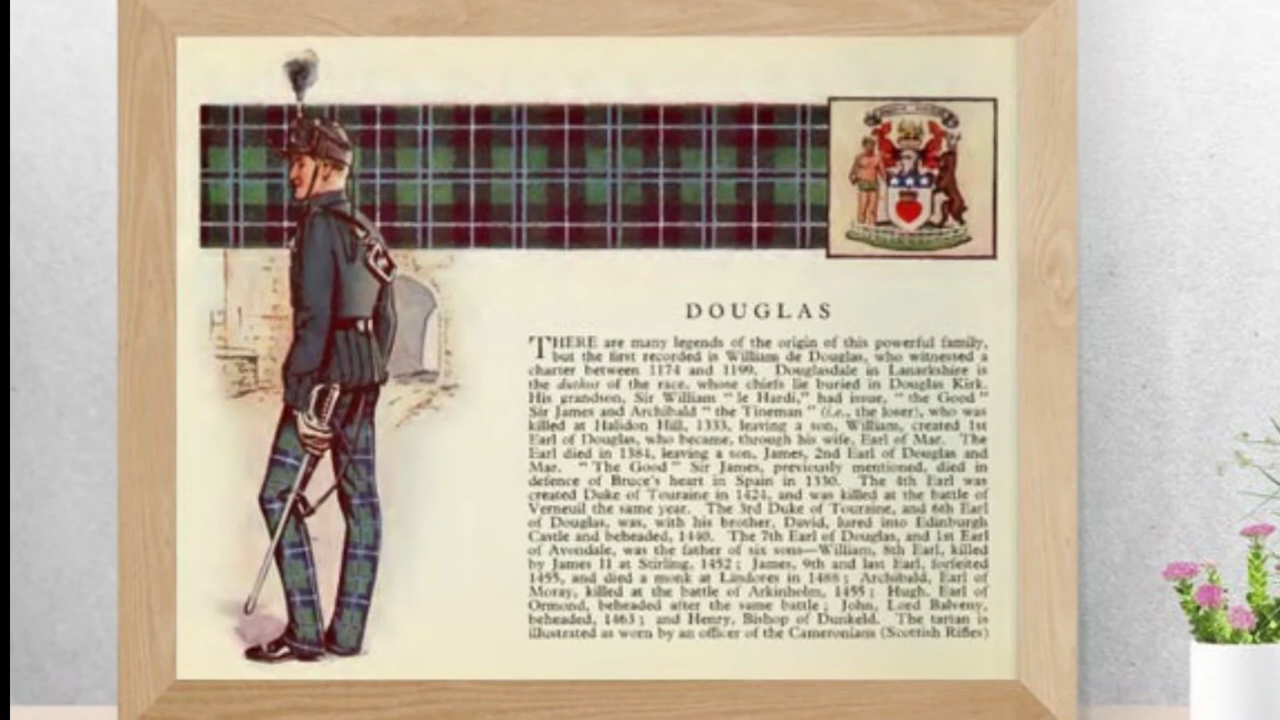 DOUGLAS
THERE are many legends of the origin of this powerful family,
but the first recorded is William de Douglas, who witnessed a
charter between 1174 and 1199. Douglasdale in Lanarkshire is
the duthus of the race, whose chiefs lie buried in Douglas Kirk.
His grandson, Sir William “ le Hardi,” had issue, “ the Good ”
Sir James and Archibald “ the Tineman ” (i.e., the loser), who was
killed at Halidon Hill, 1333, leaving a son, William, created 1st
Earl of Douglas, who became, through his wife, Earl of Mar. The
Earl died in 1384, leaving a son, James, 2nd Earl of Douglas and
Mar. “ The Good ” Sir James, previously mentioned, died in
defence of Bruce's heart in Spain in 1330. The 4th Earl was
created Duke of Touraine in 1424, and was killed at the battle of
Verneuil the same year. The 3rd Duke of Touraine, and 6th Earl
of Douglas, was, with his brother, David, lured into Edinburgh
Castle and beheaded, 1440. The 7th Earl of Douglas, and 1st Earl
of Avondale, was the father of six sons—William, 8th Earl, killed
by James II at Stirling, 1452 ; James, 9th and last Earl, forfeited
1455, and died a monk at Lindores in 1488 ; Archibald, Earl of
Moray, killed at the battle of Arkinholm, 1455 ; Hugh, Earl of
Ormond, beheaded after the same battle ; John, Lord Balveny,
beheaded, 1463 ; and Henry, Bishop of Dunkeld. The tartan is
illustrated as worn by an officer of the Cameronians (Scottish Rifles)